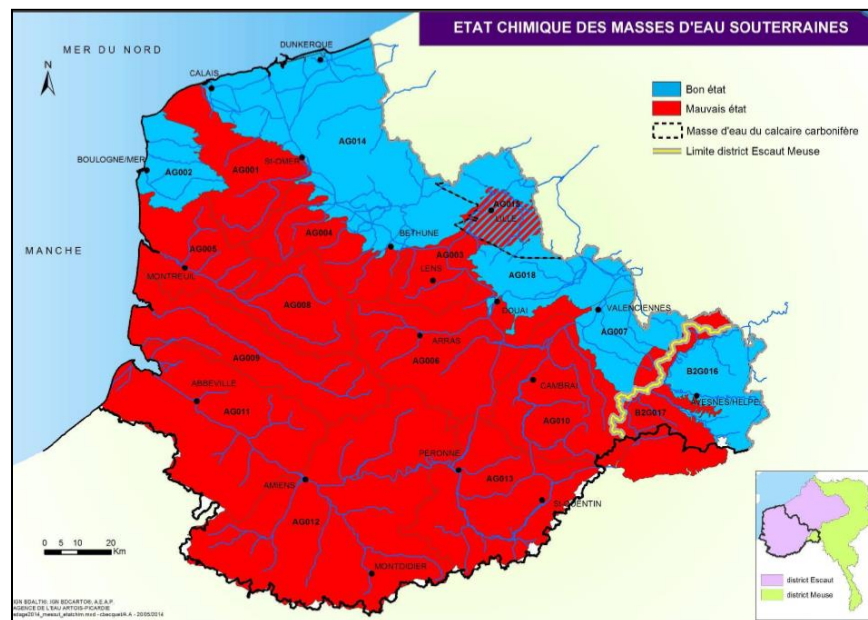 ETAT CHIMIQUE DES MASSES D'EAU SOUTERRAINES
MER DU NORD
DUNKERQUE
N
CALAIS
Bon état
Mauvais état
Masse d'eau du calcaire carbonifère
Limite district Escaut Meuse
AG014
BOULOGNE/MER
AG002
AG001
ST-OMER
LILLE
AG004
BETHUNE
MANCHE
AG005
AG003
MONTREUIL
LENS
AG018
AG008
DOUAI
VALENCIENNES
AG007
ARRAS
AG009
AG006
B2G016
ABBEVILLE
CAMBRAI
AVESNES/HELPE
AG011
AG010
B2G017
PERONNE
AMIENS
AG013
ST-QUENTIN
AG012
0 5 10 20
Km
MONTDIDIER
district Escaut
district Meuse
AGENCE DE L'EAU ARTOIS-PICARDIE